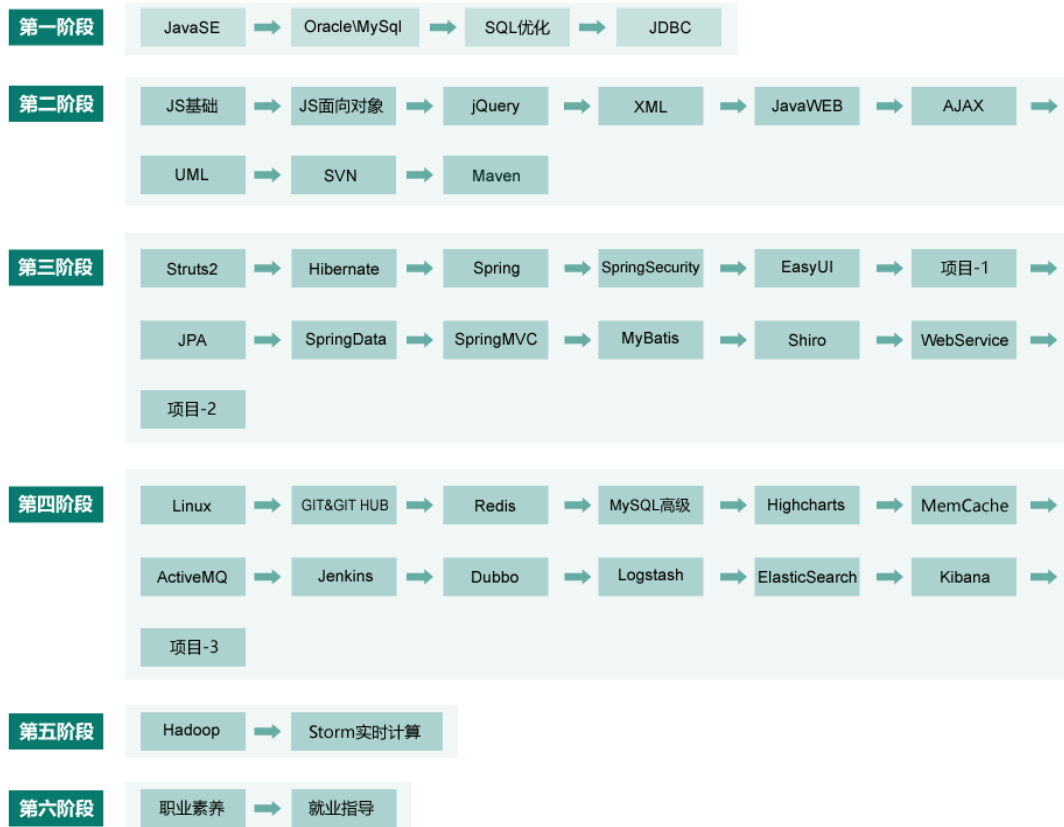 第一阶段 JavaSE Oracle\MySql SQL优化 JDBC
第二阶段 JS基础 JS面向对象 jQuery XML JavaWEB AJAX
UML SVN Maven
第三阶段 Struts2 Hibernate Spring SpringSecurity EasyUI 项目-1
JPA SpringData SpringMVC MyBatis Shiro WebService
项目-2
第四阶段 Linux GIT&GIT HUB Redis MySQL高级 Highcharts MemCache
ActiveMQ Jenkins Dubbo Logstash ElasticSearch Kibana
项目-3
第五阶段 Hadoop Storm实时计算
第六阶段 职业素养 就业指导